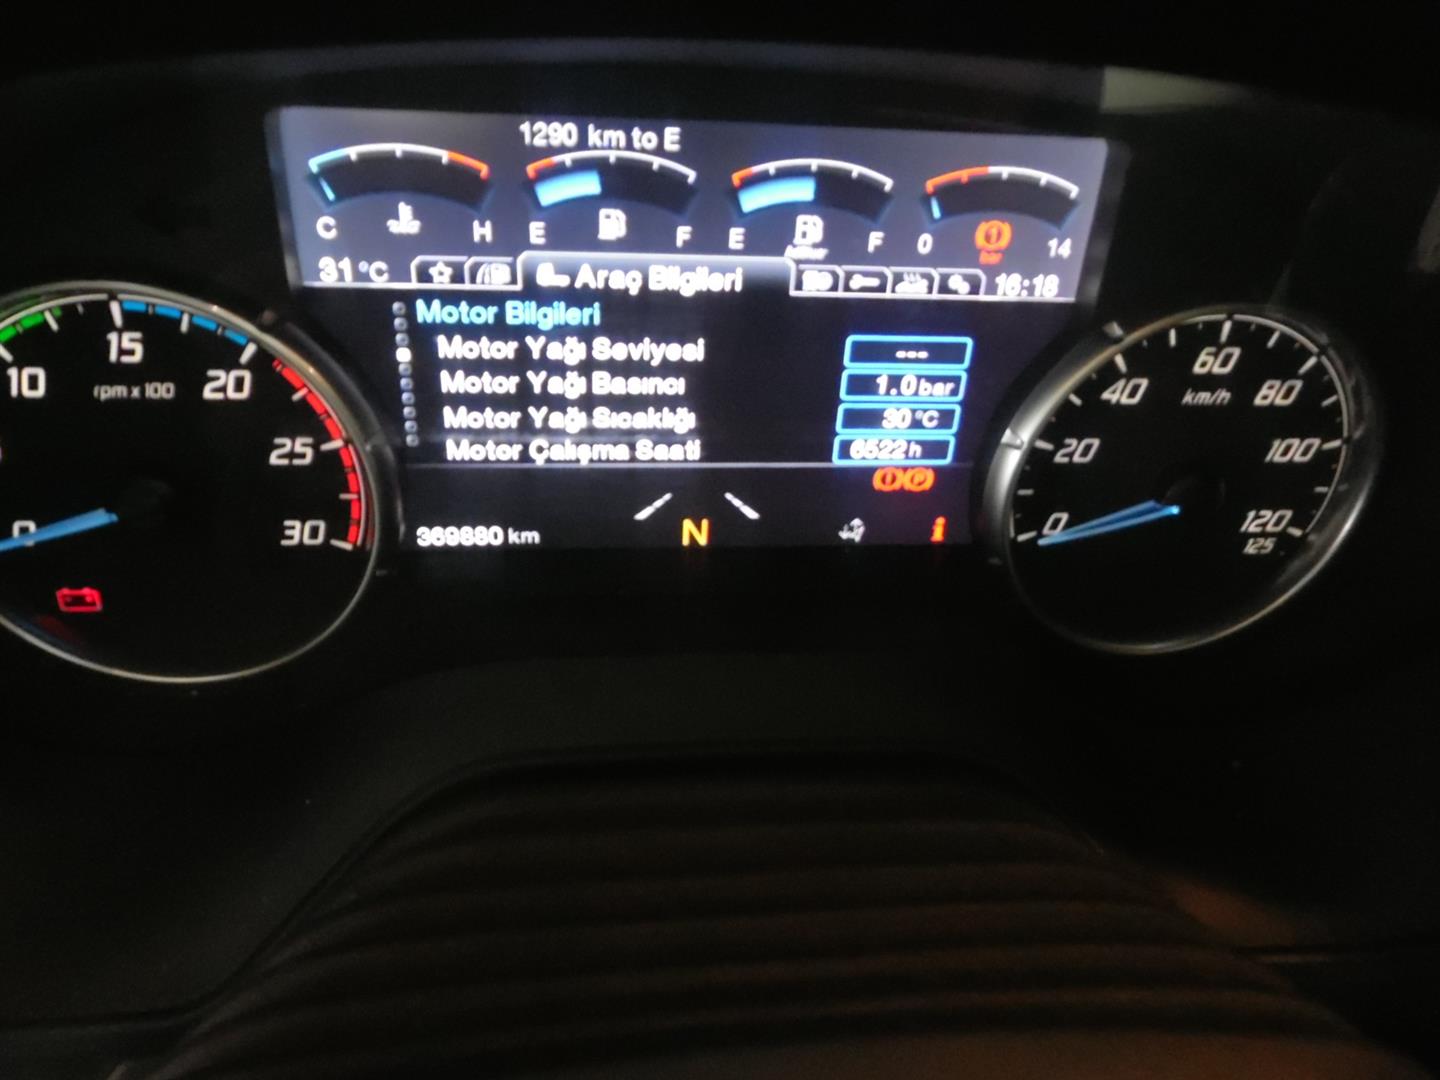 1290 km to E
C H E F E F 0 14
bar
31 °C Araç Bilgileri 16:18
Motor Bilgileri
Motor Yağı Seviyesi ---
Motor Yağı Basıncı 1.0 bar
Motor Yağı Sıcaklığı 30 °C
Motor Çalışma Saati 6522 h
369880 km N i
10 15 20 25 30
rpm x 100
0
0 20 40 60 80 100 120
125
km/h